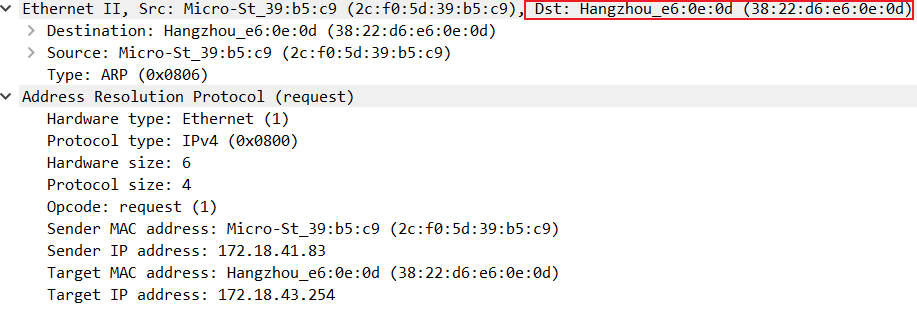 Ethernet II, Src: Micro-St_39:b5:c9 (2c:f0:5d:39:b5:c9), Dst: Hangzhou_e6:0e:0d (38:22:d6:e6:0e:0d)
Destination: Hangzhou_e6:0e:0d (38:22:d6:e6:0e:0d)
Source: Micro-St_39:b5:c9 (2c:f0:5d:39:b5:c9)
Type: ARP (0x0806)
Address Resolution Protocol (request)
Hardware type: Ethernet (1)
Protocol type: IPv4 (0x0800)
Hardware size: 6
Protocol size: 4
Opcode: request (1)
Sender MAC address: Micro-St_39:b5:c9 (2c:f0:5d:39:b5:c9)
Sender IP address: 172.18.41.83
Target MAC address: Hangzhou_e6:0e:0d (38:22:d6:e6:0e:0d)
Target IP address: 172.18.43.254